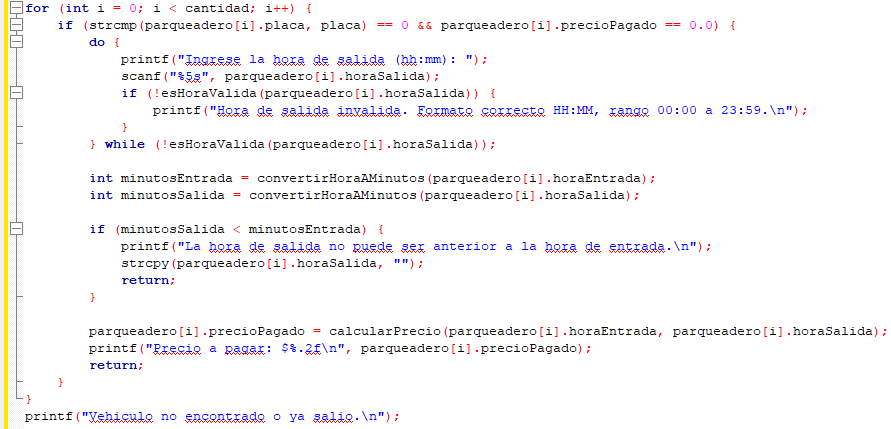 for (int i = 0; i < cantidad; i++) {
    if (strcmp(parqueadero[i].placa, placa) == 0 && parqueadero[i].precioPagado == 0.0) {
        do {
            printf("Ingrese la hora de salida (hh:mm): ");
            scanf("%5s", parqueadero[i].horaSalida);
            if (!esHoraValida(parqueadero[i].horaSalida)) {
                printf("Hora de salida invalida. Formato correcto HH:MM, rango 00:00 a 23:59.\n");
            }
        } while (!esHoraValida(parqueadero[i].horaSalida));

        int minutosEntrada = convertirHoraAMinutos(parqueadero[i].horaEntrada);
        int minutosSalida = convertirHoraAMinutos(parqueadero[i].horaSalida);

        if (minutosSalida < minutosEntrada) {
            printf("La hora de salida no puede ser anterior a la hora de entrada.\n");
            strcpy(parqueadero[i].horaSalida, "");
            return;
        }

        parqueadero[i].precioPagado = calcularPrecio(parqueadero[i].horaEntrada, parqueadero[i].horaSalida);
        printf("Precio a pagar: $%.2f\n", parqueadero[i].precioPagado);
        return;
    }
}
printf("Vehiculo no encontrado o ya salio.\n");